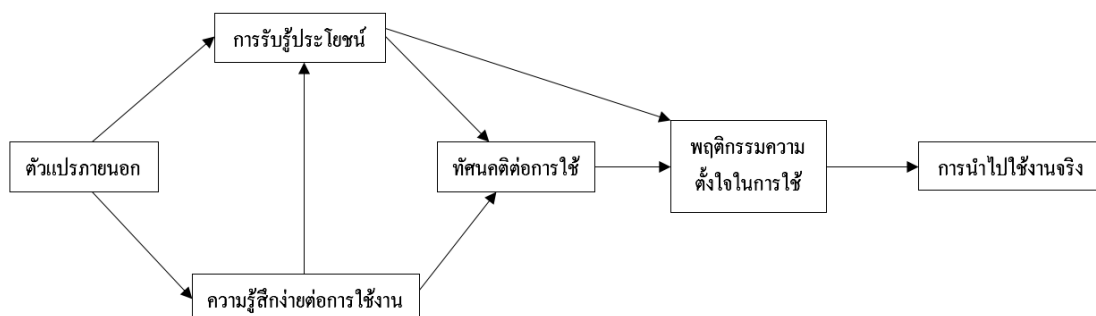 การรับรู้ประโยชน์
ตัวแปรภายนอก
ทัศนคติต่อการใช้
พฤติกรรมความ
ตั้งใจในการใช้
การนำไปใช้งานจริง
ความรู้สึกง่ายต่อการใช้งาน